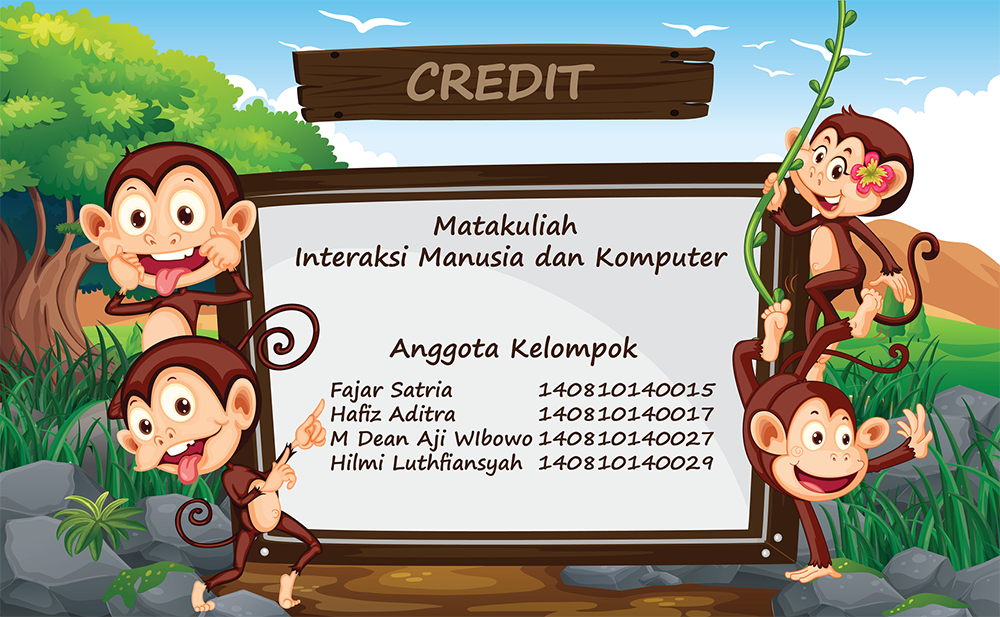 CREDIT
Matakuliah
Interaksi Manusia dan Komputer
Anggota Kelompok
Fajar Satria 140810140015
Hafiz Aditra 140810140017
M Dean Aji WIbowo 140810140027
Hilmi Luthfiansyah 140810140029